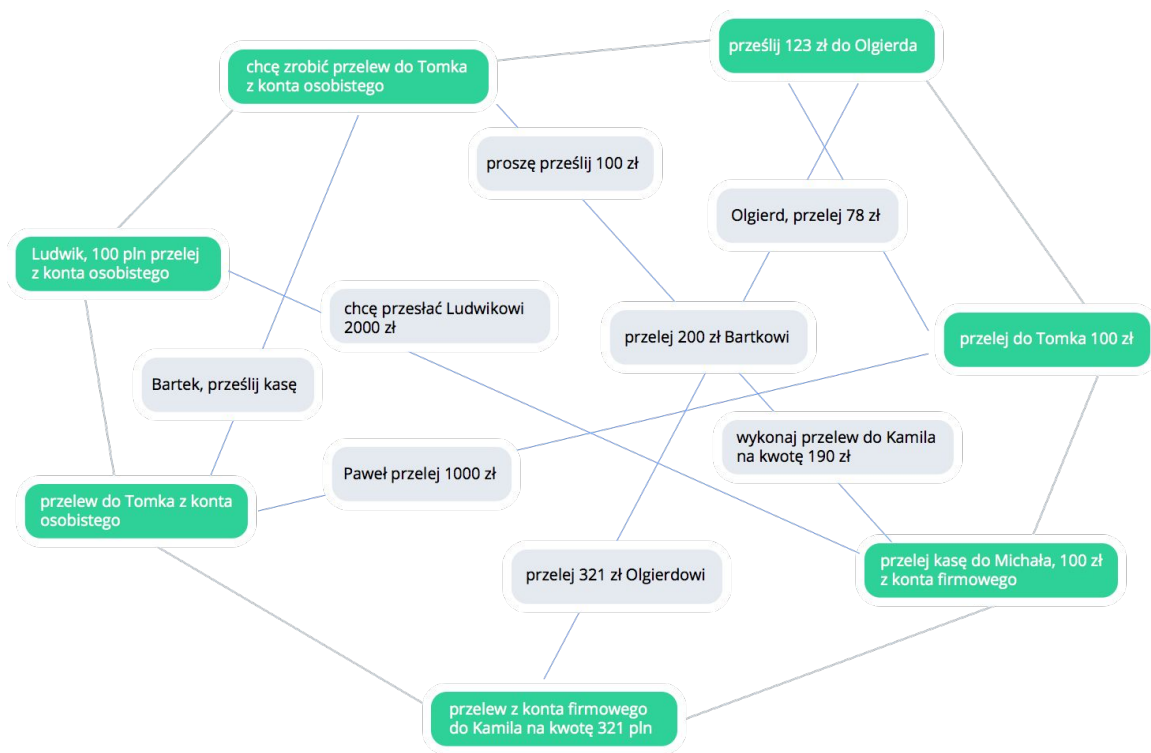 prześlij 123 zł do Olgierda
chcę zrobić przelew do Tomka
z konta osobistego
proszę prześlij 100 zł
Olgierd, przelej 78 zł
Ludwik, 100 pln przelej
z konta osobistego
chcę przesłać Ludwikowi
2000 zł
przelej 200 zł Bartkowi
przelej do Tomka 100 zł
Bartek, prześlij kasę
wykonaj przelew do Kamila
na kwotę 190 zł
Paweł przelej 1000 zł
przelew do Tomka z konta
osobistego
przelej 321 zł Olgierdowi
przelej kasę do Michała, 100 zł
z konta firmowego
przelew z konta firmowego
do Kamila na kwotę 321 pln